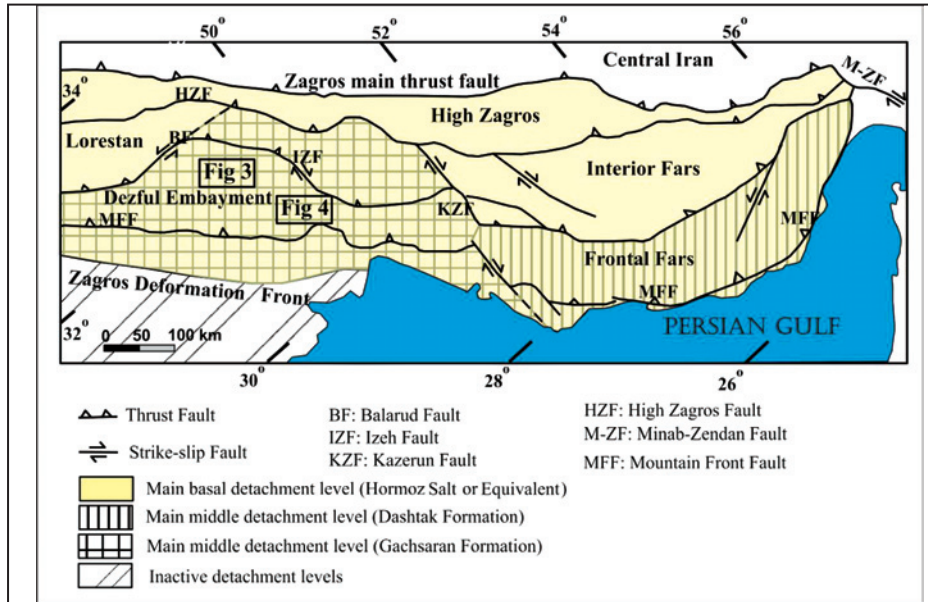 50° 52° 54° 56°
Central Iran
M-ZF
34°
Zagros main thrust fault
HZF
High Zagros
Lorestan
BF
IZF
Interior Fars
Fig 3
Dezful Embayment
Fig 4
KZF
MFF
MFF
Frontal Fars
Zagros Deformation Front
MFF
32°
0 50 100 km
PERSIAN GULF
30° 28° 26°
Thrust Fault
Strike-slip Fault
BF: Balarud Fault
IZF: Izeh Fault
KZF: Kazerun Fault
HZF: High Zagros Fault
M-ZF: Minab-Zendan Fault
MFF: Mountain Front Fault
Main basal detachment level (Hormoz Salt or Equivalent)
Main middle detachment level (Dashtak Formation)
Main middle detachment level (Gachsaran Formation)
Inactive detachment levels